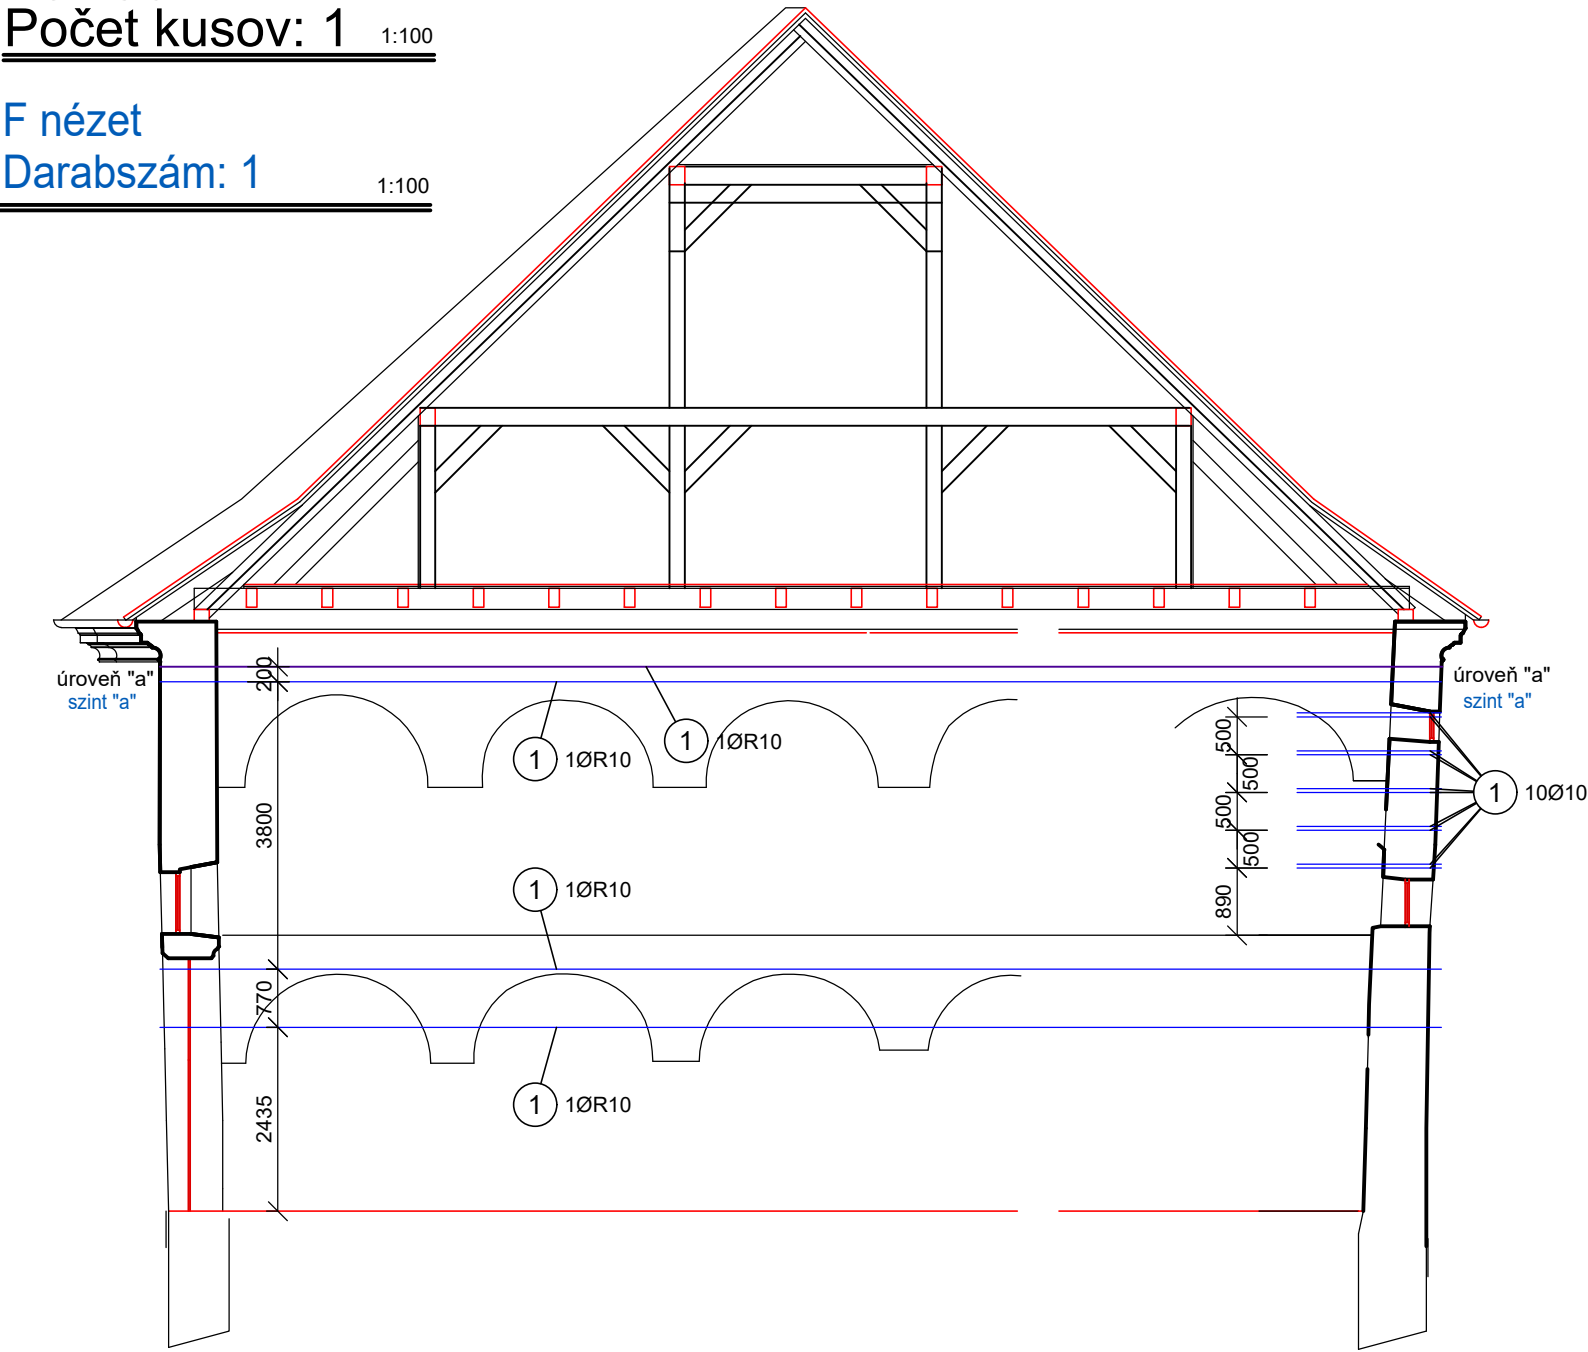 Počet kusov: 1 1:100
F nézet
Darabszám: 1 1:100
úroveň "a"
szint "a"
úroveň "a"
szint "a"
200
3800
770
2435
1 1ØR10
1 1ØR10
1 1ØR10
1 1ØR10
500
500
500
500
890
1 10Ø10